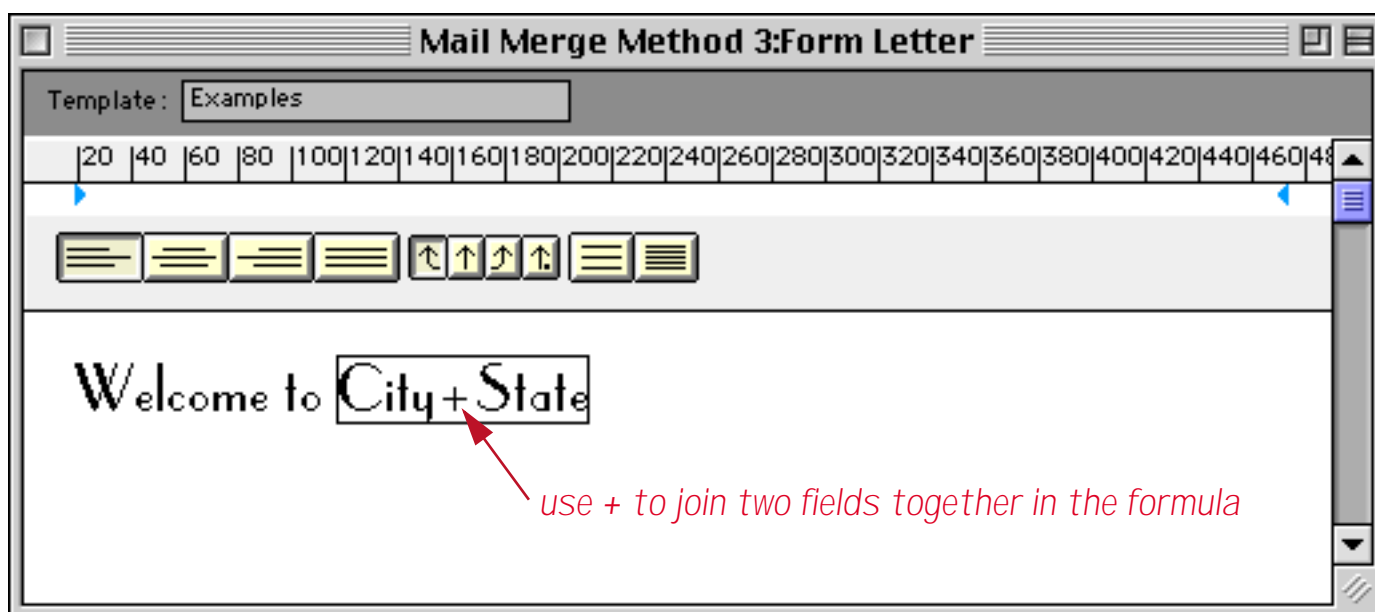 Mail Merge Method 3:Form Letter
Template: Examples
|20 |40 |60 |80 |100|120|140|160|180|200|220|240|260|280|300|320|340|360|380|400|420|440|460|48
Welcome to City+State
use + to join two fields together in the formula